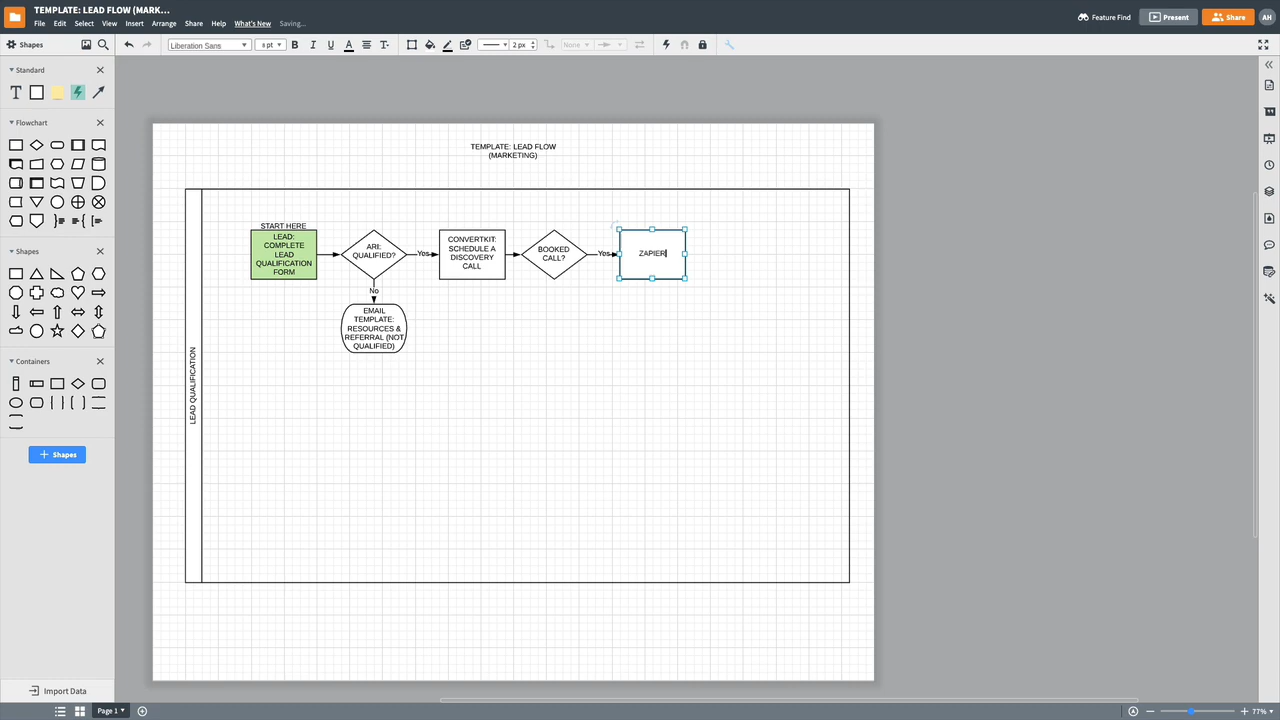 TEMPLATE: LEAD FLOW (MARK...
File Edit Select View Insert Arrange Share Help What's New Saving...
Feature Find
Present
Share
AH
Shapes
Liberation Sans
8 pt
2 px
None
Standard
Flowchart
Shapes
Containers
Shapes
Import Data
TEMPLATE: LEAD FLOW
(MARKETING)
LEAD QUALIFICATION
START HERE
LEAD:
COMPLETE
LEAD
QUALIFICATION
FORM
ARI:
QUALIFIED?
Yes
CONVERTKIT:
SCHEDULE A
DISCOVERY
CALL
BOOKED
CALL?
Yes
ZAPIER
No
EMAIL
TEMPLATE:
RESOURCES &
REFERRAL (NOT
QUALIFIED)
Page 1
77%